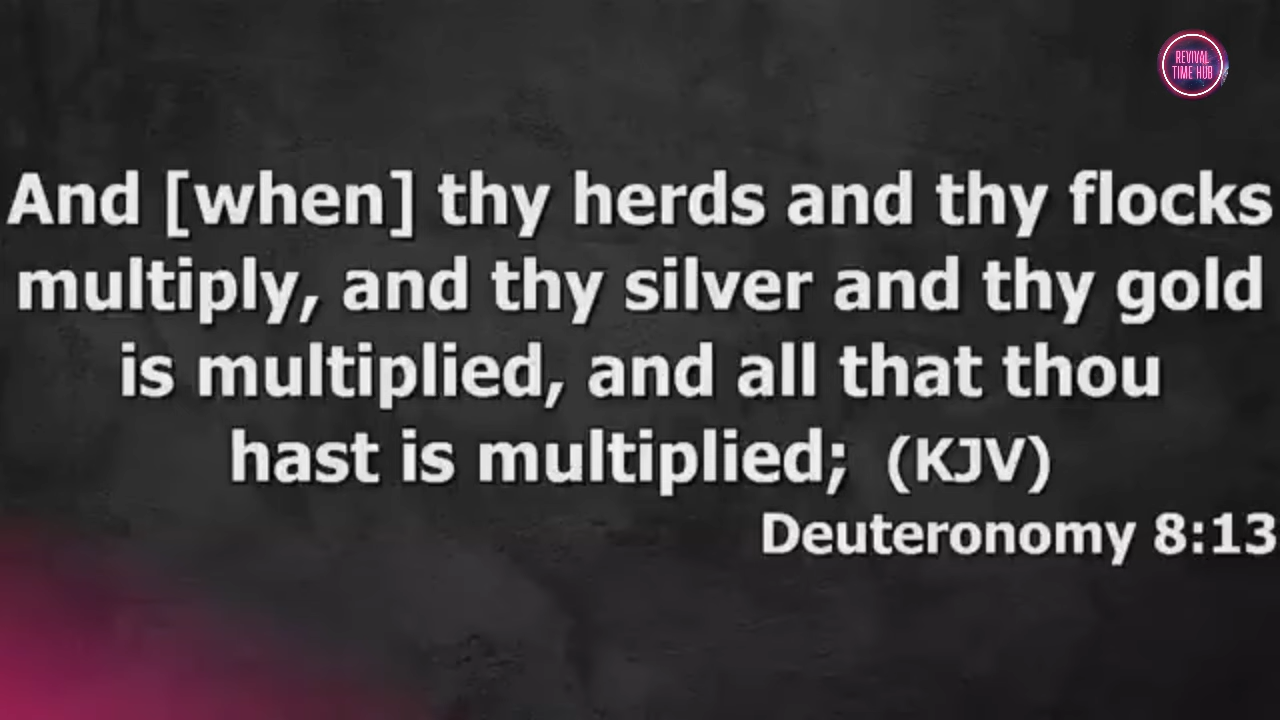 REVIVAL
TIME HUB
And [when] thy herds and thy flocks
multiply, and thy silver and thy gold
is multiplied, and all that thou
hast is multiplied; (KJV)
Deuteronomy 8:13